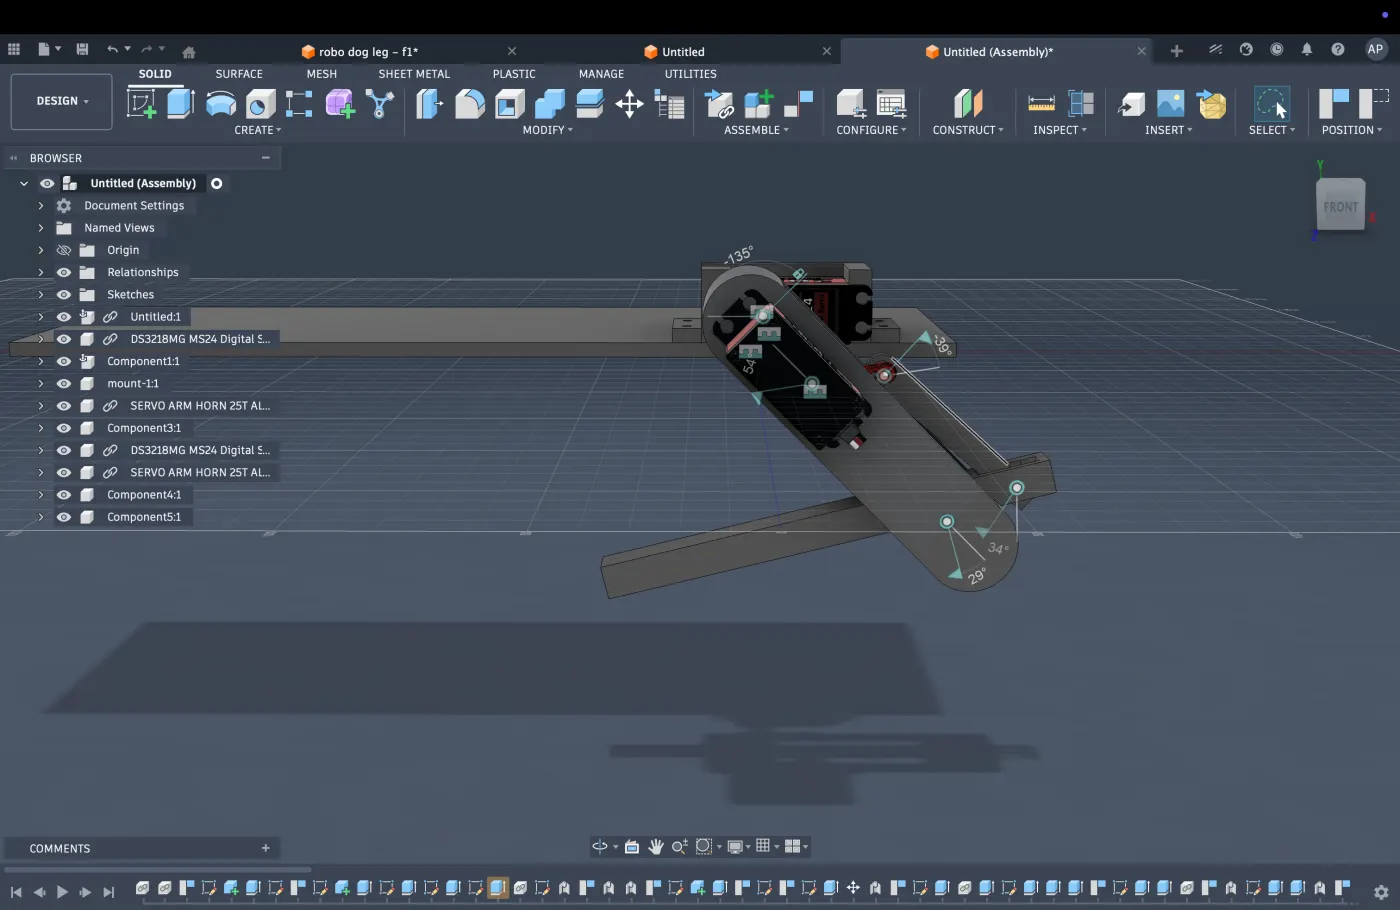 robo dog leg – f1*
Untitled
Untitled (Assembly)*
AP
DESIGN
SOLID
SURFACE
MESH
SHEET METAL
PLASTIC
MANAGE
UTILITIES
CREATE
MODIFY
ASSEMBLE
CONFIGURE
CONSTRUCT
INSPECT
INSERT
SELECT
POSITION
BROWSER
Untitled (Assembly)
Document Settings
Named Views
Origin
Relationships
Sketches
Untitled:1
DS3218MG MS24 Digital S...
Component1:1
mount-1:1
SERVO ARM HORN 25T AL...
Component3:1
DS3218MG MS24 Digital S...
SERVO ARM HORN 25T AL...
Component4:1
Component5:1
Y
FRONT
X
Z
-135°
-39°
54
34°
29°
COMMENTS